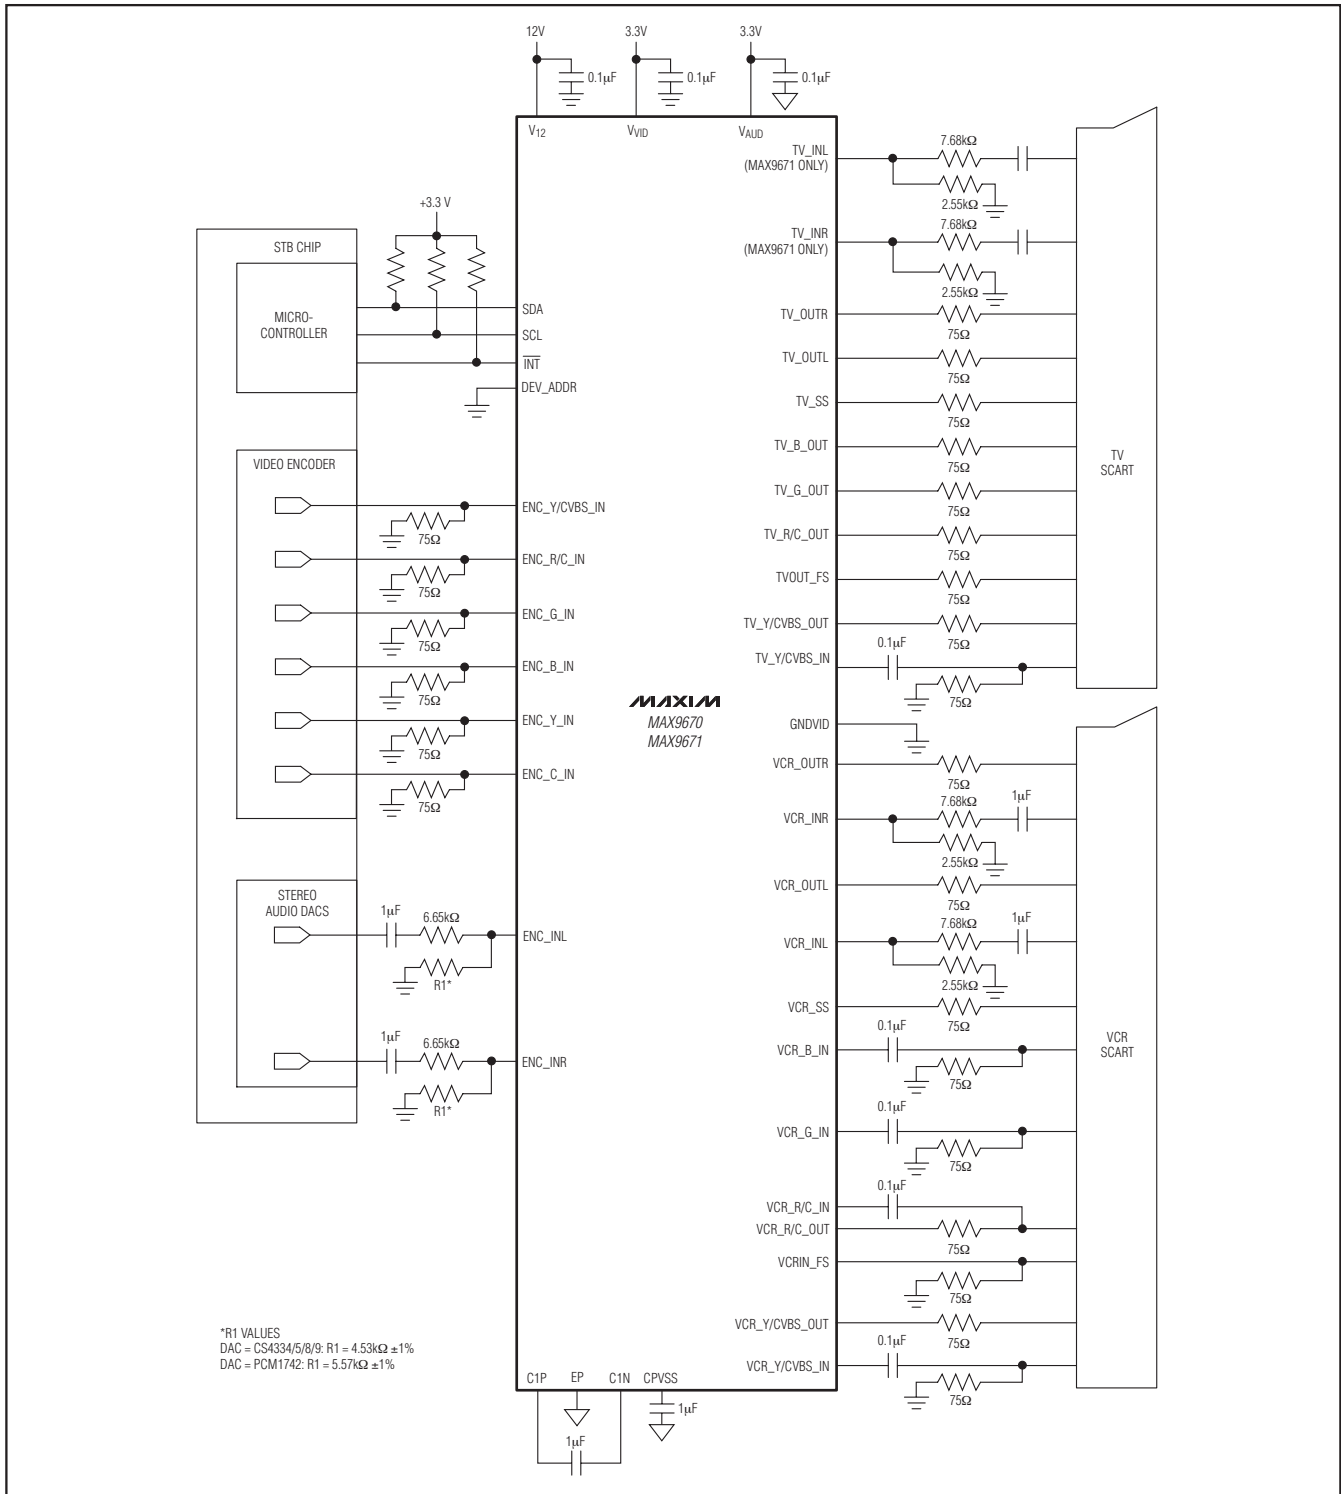 12V
3.3V
3.3V
0.1µF
0.1µF
0.1µF
V12
VVID
VAUD
TV_INL
(MAX9671 ONLY)
7.68kΩ
2.55kΩ
TV_INR
(MAX9671 ONLY)
7.68kΩ
2.55kΩ
+3.3 V
STB CHIP
MICRO-
CONTROLLER
SDA
SCL
INT
DEV_ADDR
TV_OUTR
75Ω
TV_OUTL
75Ω
TV_SS
75Ω
TV_B_OUT
75Ω
TV_G_OUT
75Ω
TV_R/C_OUT
75Ω
TVOUT_FS
75Ω
TV_Y/CVBS_OUT
75Ω
TV_Y/CVBS_IN
0.1µF
75Ω
TV
SCART
VIDEO ENCODER
ENC_Y/CVBS_IN
75Ω
ENC_R/C_IN
75Ω
ENC_G_IN
75Ω
ENC_B_IN
75Ω
ENC_Y_IN
75Ω
ENC_C_IN
75Ω
MAXIM
MAX9670
MAX9671
GNDVID
VCR_OUTR
75Ω
VCR_INR
7.68kΩ
1µF
2.55kΩ
VCR_OUTL
75Ω
VCR_INL
7.68kΩ
1µF
2.55kΩ
VCR_SS
75Ω
VCR_B_IN
0.1µF
75Ω
VCR_G_IN
0.1µF
75Ω
VCR_R/C_IN
0.1µF
VCR_R/C_OUT
75Ω
VCRIN_FS
75Ω
VCR_Y/CVBS_OUT
75Ω
VCR_Y/CVBS_IN
0.1µF
75Ω
VCR
SCART
STEREO
AUDIO DACS
1µF
6.65kΩ
ENC_INL
R1*
1µF
6.65kΩ
ENC_INR
R1*
*R1 VALUES
DAC = CS4334/5/8/9: R1 = 4.53kΩ ±1%
DAC = PCM1742: R1 = 5.57kΩ ±1%
C1P
EP
C1N
CPVSS
1µF
1µF